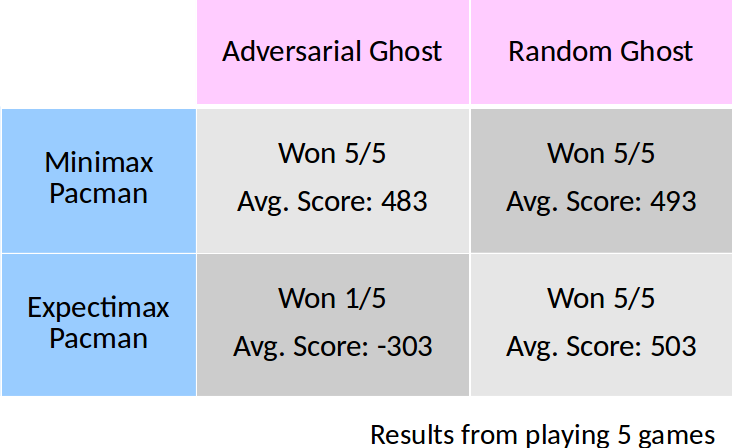 Adversarial Ghost
Random Ghost
Minimax
Pacman
Won 5/5
Avg. Score: 483
Won 5/5
Avg. Score: 493
Expectimax
Pacman
Won 1/5
Avg. Score: -303
Won 5/5
Avg. Score: 503
Results from playing 5 games